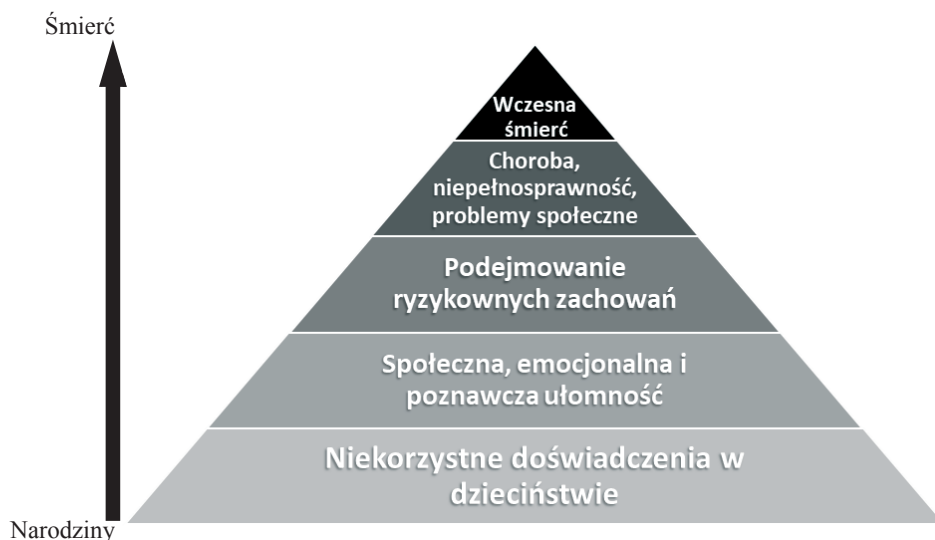 Śmierć
Wczesna
śmierć
Choroba,
niepełnosprawność,
problemy społeczne
Podejmowanie
ryzykownych zachowań
Społeczna, emocjonalna i
poznawcza ułomność
Niekorzystne doświadczenia w
dzieciństwie
Narodziny